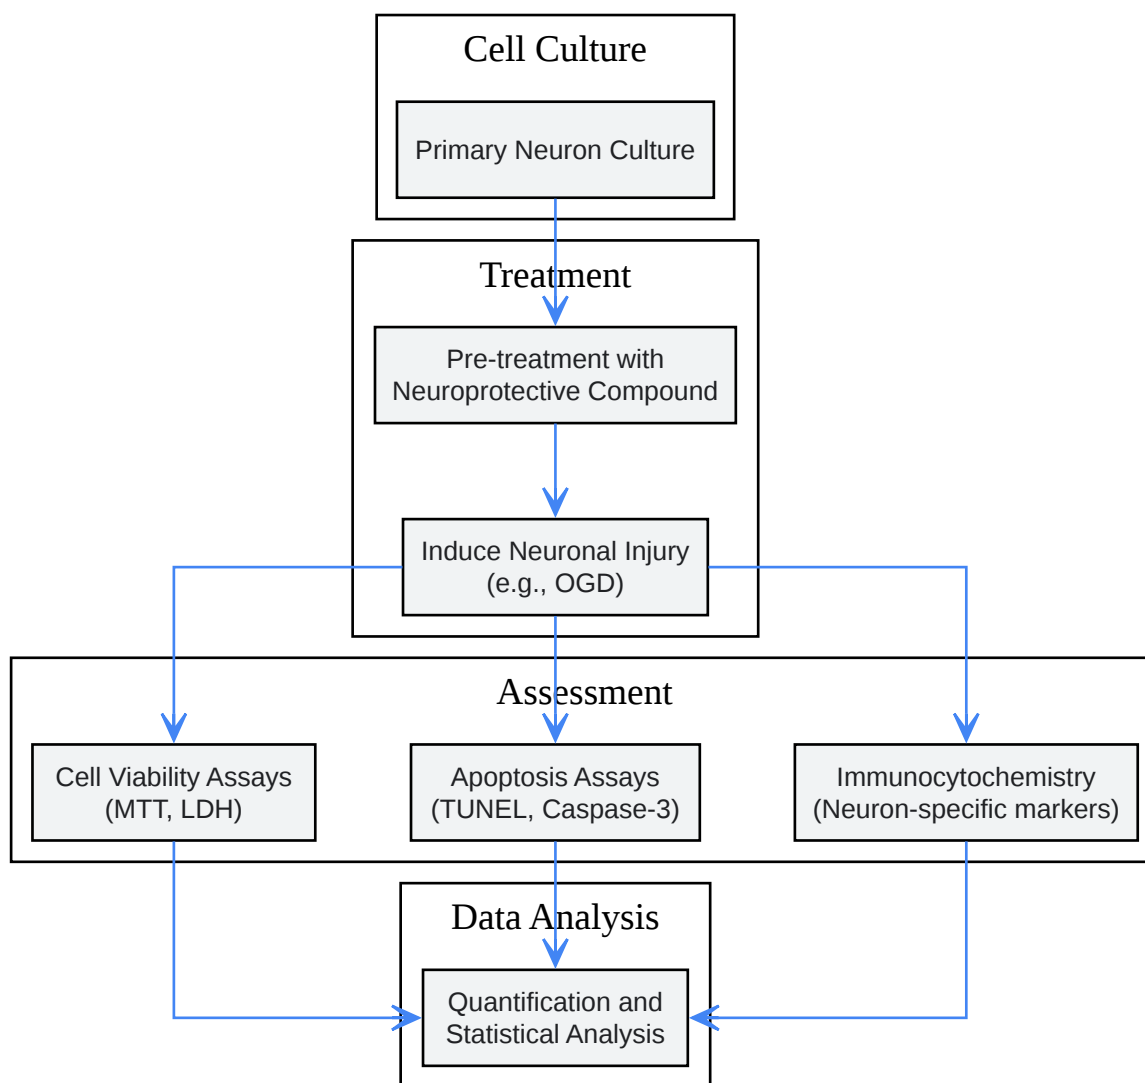 Cell Culture
Primary Neuron Culture
Treatment
Pre-treatment with
Neuroprotective Compound
Induce Neuronal Injury
(e.g., OGD)
Assessment
Cell Viability Assays
(MTT, LDH)
Apoptosis Assays
(TUNEL, Caspase-3)
Immunocytochemistry
(Neuron-specific markers)
Data Analysis
Quantification and
Statistical Analysis